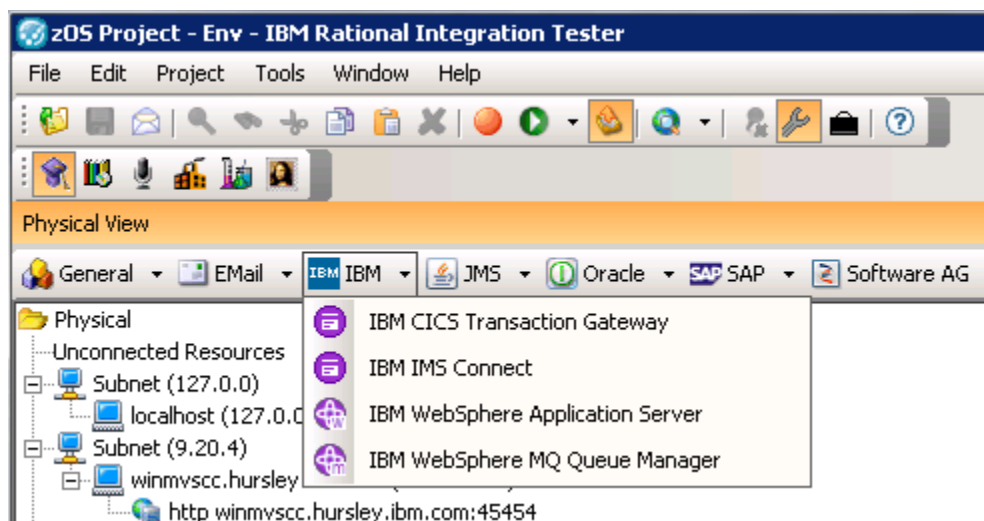 zOS Project - Env - IBM Rational Integration Tester
File Edit Project Tools Window Help
Physical View
General EMail IBM IBM JMS Oracle SAP SAP Software AG
Physical
IBM CICS Transaction Gateway
Unconnected Resources
IBM IMS Connect
Subnet (127.0.0)
localhost (127.0.0
IBM WebSphere Application Server
Subnet (9.20.4)
IBM WebSphere MQ Queue Manager
winmvscc.hursley
http winmvscc.hursley.ibm.com:45454